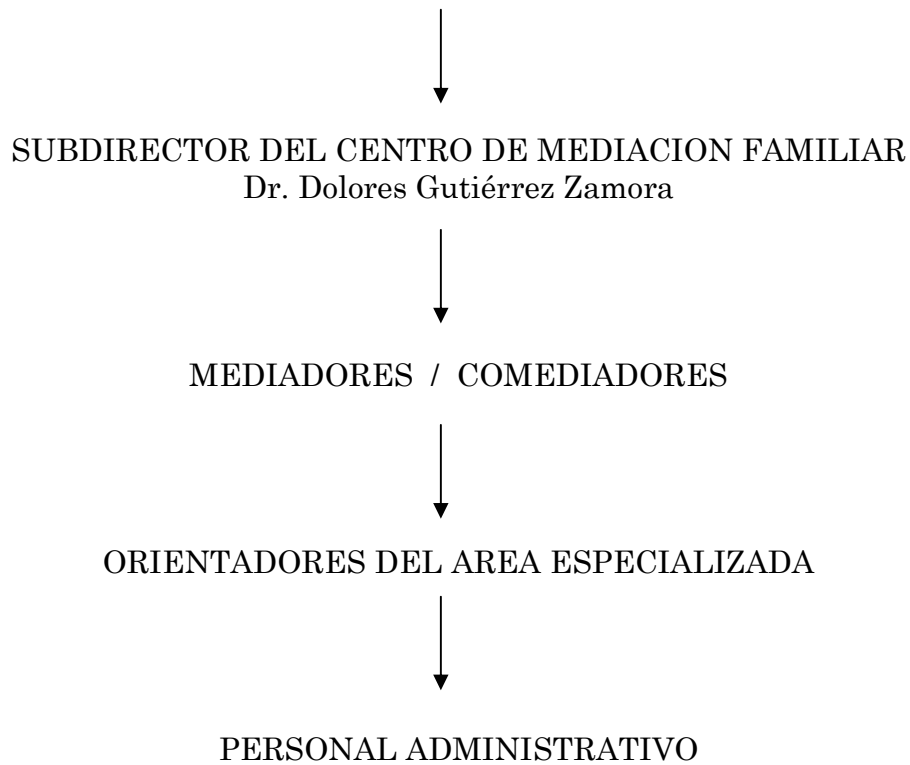 SUBDIRECTOR DEL CENTRO DE MEDIACION FAMILIAR
Dr. Dolores Gutiérrez Zamora
MEDIADORES / COMEDIADORES
ORIENTADORES DEL AREA ESPECIALIZADA
PERSONAL ADMINISTRATIVO